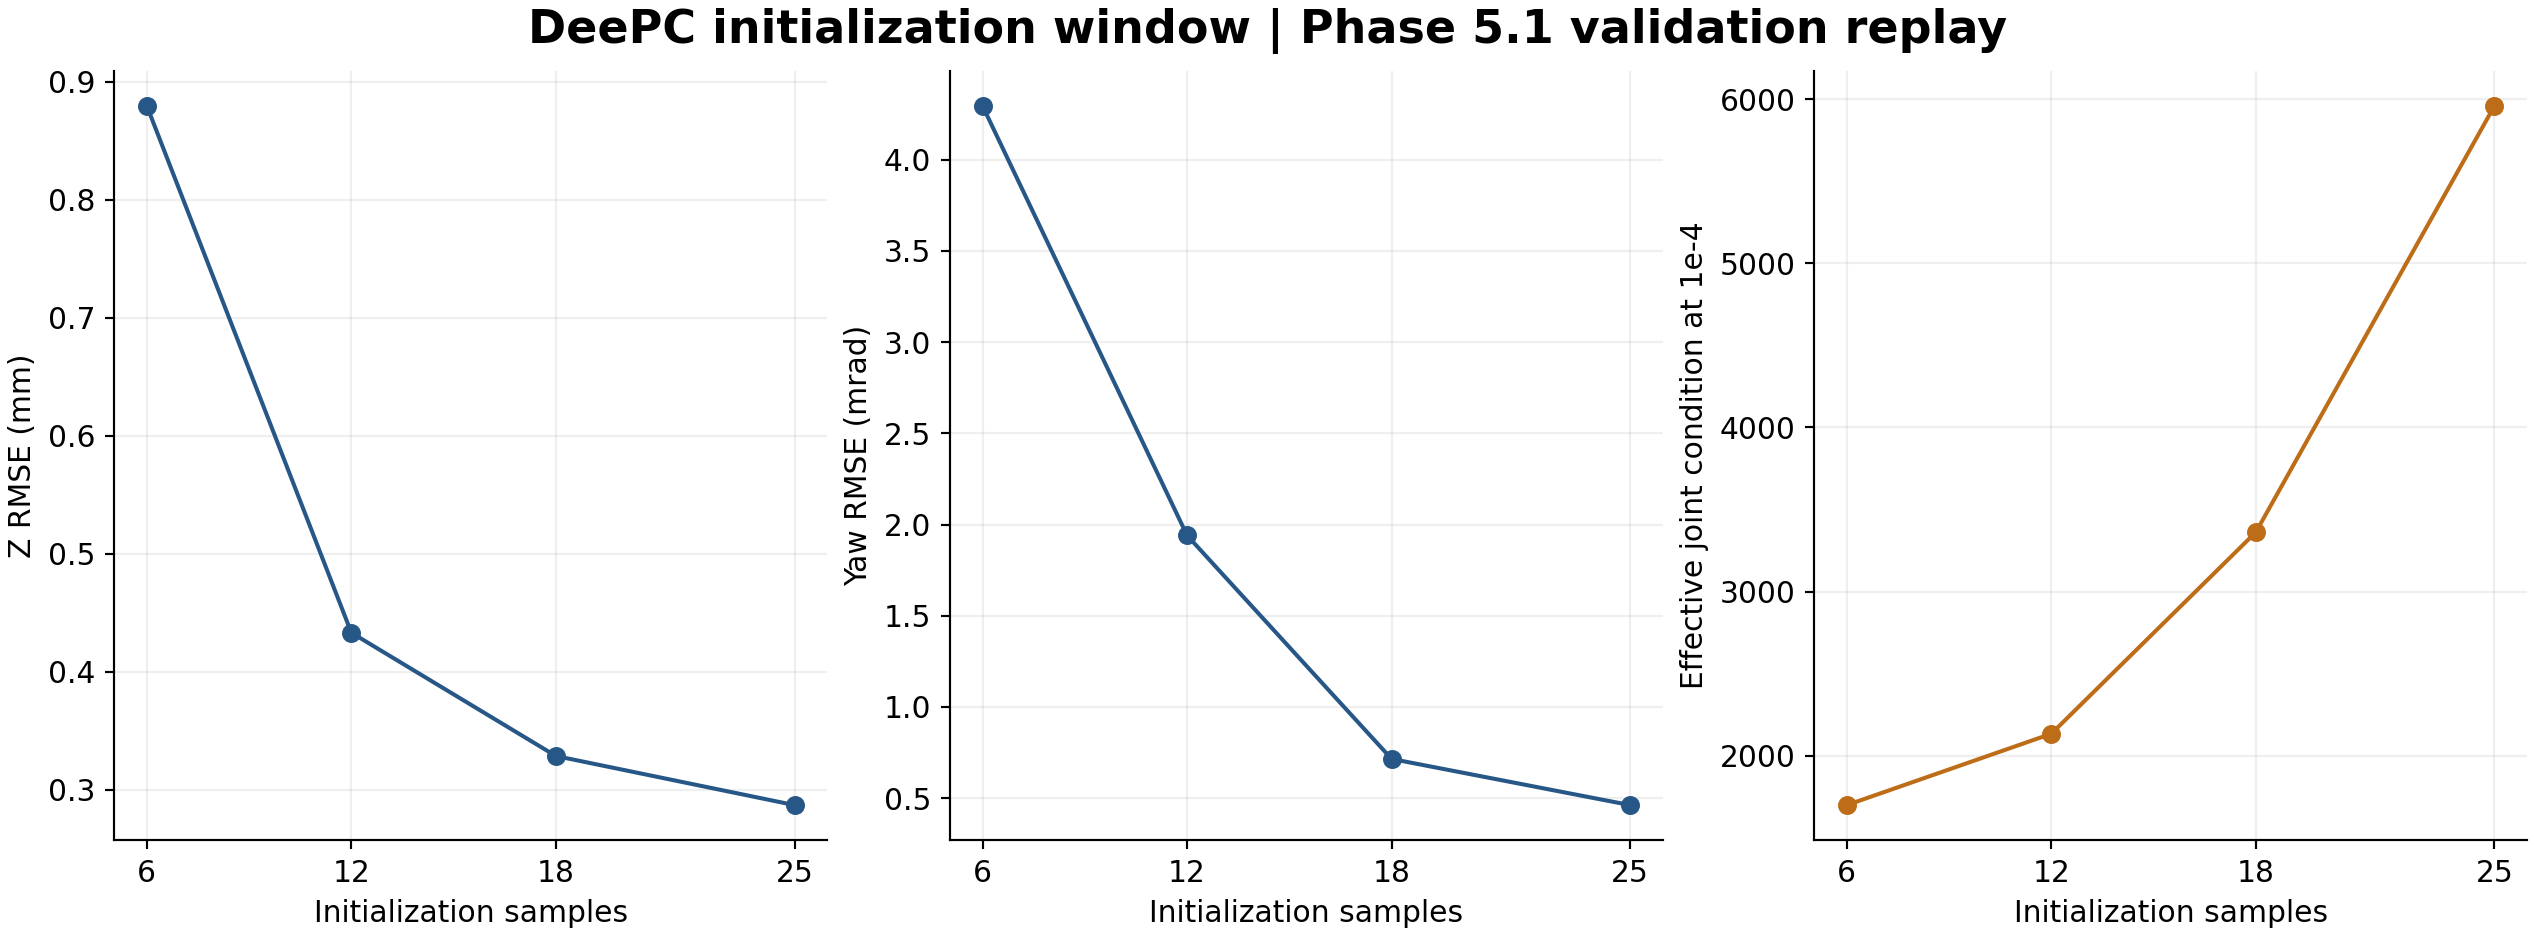 DeePC initialization window | Phase 5.1 validation replay
Z RMSE (mm)
0.9
0.8
0.7
0.6
0.5
0.4
0.3
6 12 18 25
Initialization samples
Yaw RMSE (mrad)
4.0
3.5
3.0
2.5
2.0
1.5
1.0
0.5
6 12 18 25
Initialization samples
Effective joint condition at 1e-4
6000
5000
4000
3000
2000
6 12 18 25
Initialization samples